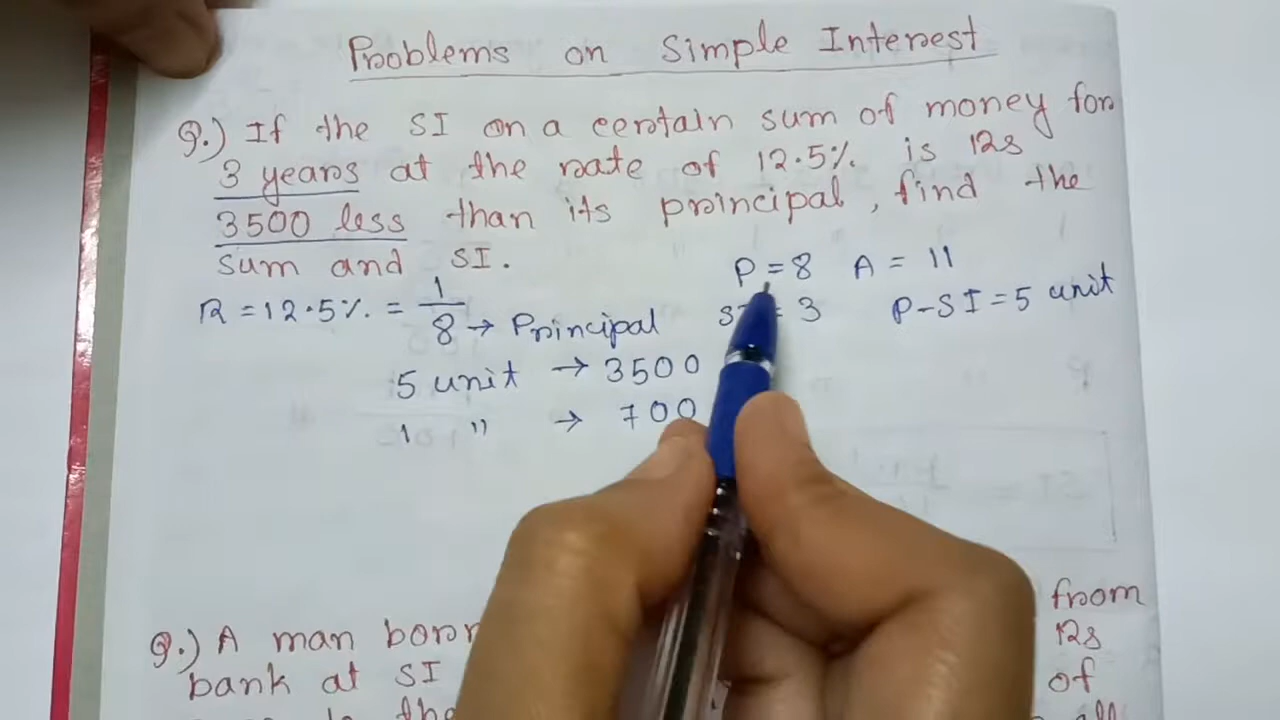 Problems on Simple Interest
Q.) If the SI on a certain sum of money for
3 years at the rate of 12.5% is Rs
3500 less than its principal, find the
sum and SI.
P = 8 A = 11
R = 12.5% = 1/8 → Principal = 3 P-SI = 5 unit
5 unit → 3500
1 " → 700
from
Q.) A man Rs
bank at SI of
the all